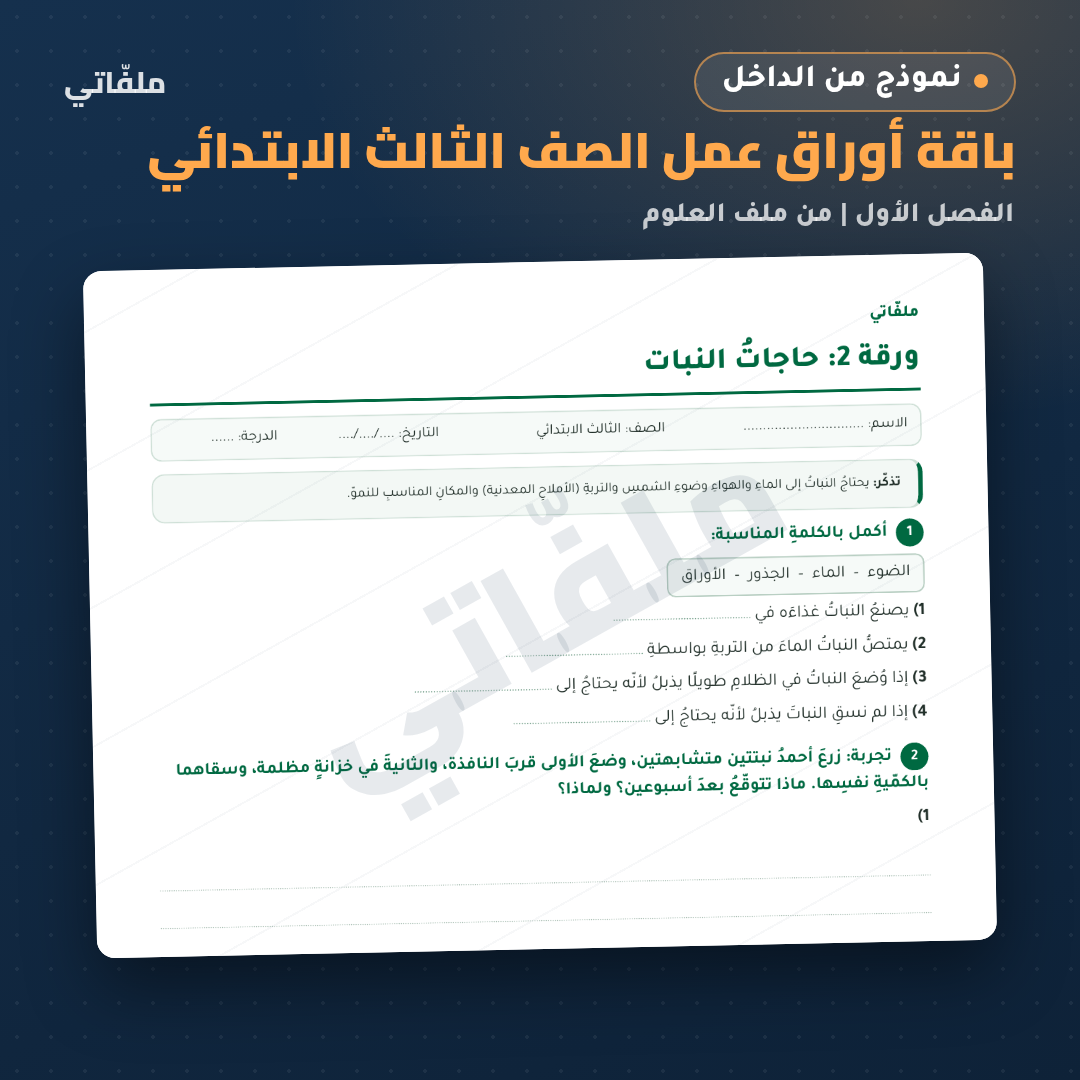 نموذج من الداخل
ملفّاتي
باقة أوراق عمل الصف الثالث الابتدائي
الفصل الأول | من ملف العلوم
ملفّاتي
ورقة 2: حاجاتُ النبات
الاسم: .............................. الصف: الثالث الابتدائي التاريخ: ..../..../.... الدرجة: ......
تذكّر: يحتاجُ النباتُ إلى الماءِ والهواءِ وضوءِ الشمسِ والتربةِ (الأملاحِ المعدنية) والمكانِ المناسبِ للنموّ.
1 أكمل بالكلمةِ المناسبة:
الضوء - الماء - الجذور - الأوراق
1) يصنعُ النباتُ غذاءَه في
2) يمتصُّ النباتُ الماءَ من التربةِ بواسطةِ
3) إذا وُضعَ النباتُ في الظلامِ طويلًا يذبلُ لأنّه يحتاجُ إلى
4) إذا لم نسقِ النباتَ يذبلُ لأنّه يحتاجُ إلى
2 تجربة: زرعَ أحمدُ نبتتين متشابهتين، وضعَ الأولى قربَ النافذة، والثانيةَ في خزانةٍ مظلمة، وسقاهما
بالكمّيةِ نفسِها. ماذا تتوقّعُ بعدَ أسبوعين؟ ولماذا؟
1)
ملفّاتي